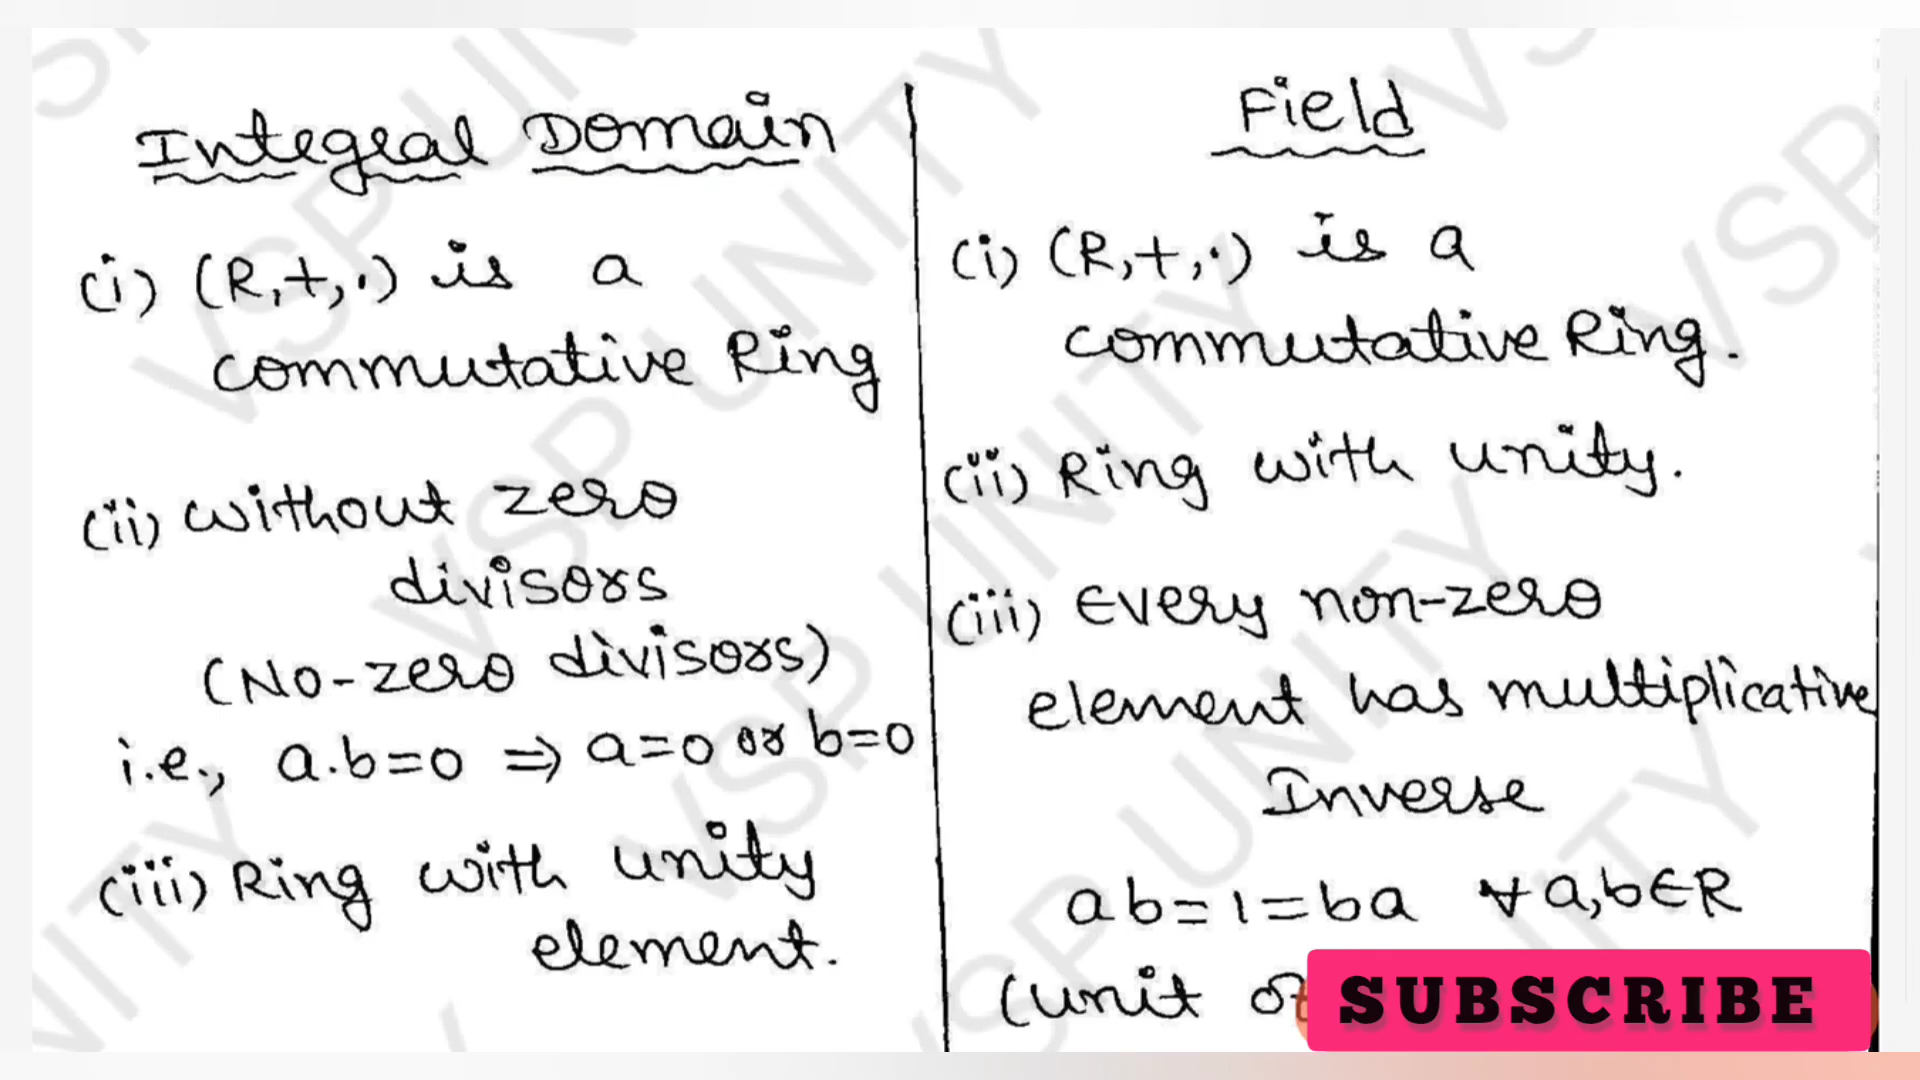 Integral Domain
(i) (R,+,·) is a
commutative Ring
(ii) without zero
divisors
(No-zero divisors)
i.e., a.b=0 ⇒ a=0 or b=0
(iii) Ring with unity
element.
Field
(i) (R,+,·) is a
commutative Ring.
(ii) Ring with unity.
(iii) Every non-zero
element has multiplicative
Inverse
ab=1=ba ∀ a,b∈R
(unit
SUBSCRIBE
VSP UNITY